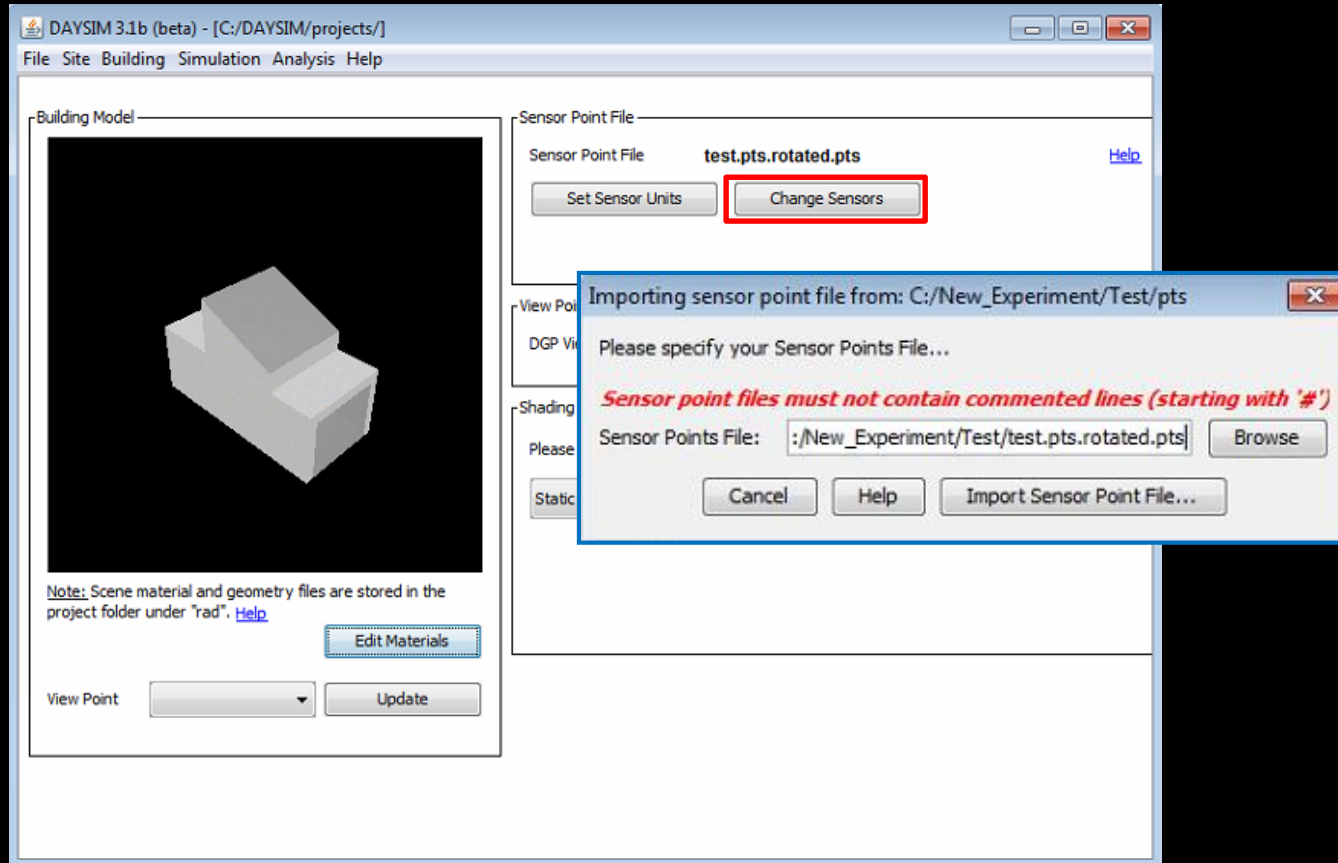 DAYSIM 3.1b (beta) - [C:/DAYSIM/projects/]
File Site Building Simulation Analysis Help
Building Model
Note: Scene material and geometry files are stored in the
project folder under "rad". Help
Edit Materials
View Point
Update
Sensor Point File
Sensor Point File test.pts.rotated.pts Help
Set Sensor Units Change Sensors
View Poi
DGP Vi
Shading
Please
Static
Importing sensor point file from: C:/New_Experiment/Test/pts
Please specify your Sensor Points File...
Sensor point files must not contain commented lines (starting with '#')
Sensor Points File: :/New_Experiment/Test/test.pts.rotated.pts Browse
Cancel Help Import Sensor Point File...